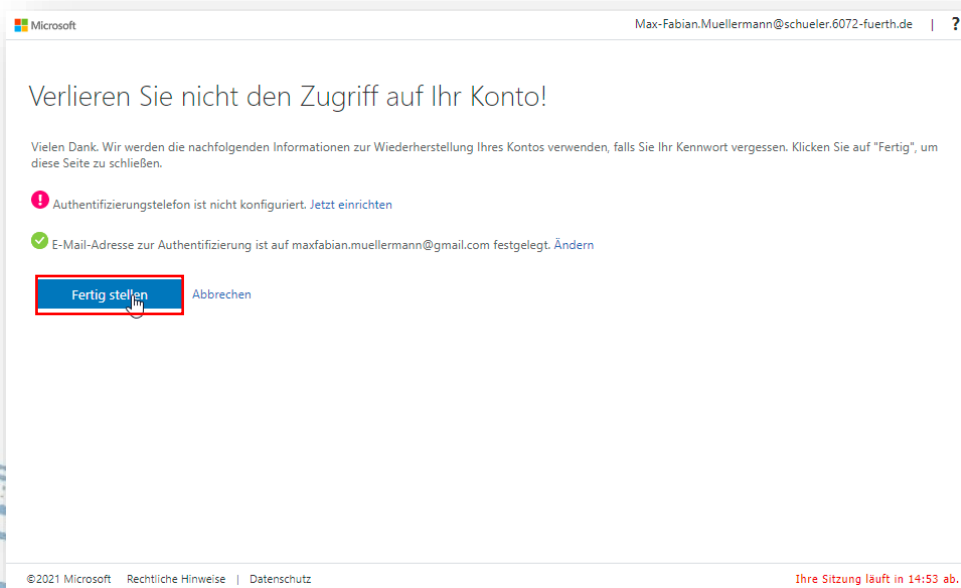 Microsoft
Max-Fabian.Muellermann@schueler.6072-fuerth.de | ?
Verlieren Sie nicht den Zugriff auf Ihr Konto!
Vielen Dank. Wir werden die nachfolgenden Informationen zur Wiederherstellung Ihres Kontos verwenden, falls Sie Ihr Kennwort vergessen. Klicken Sie auf "Fertig", um
diese Seite zu schließen.
Authentifizierungstelefon ist nicht konfiguriert. Jetzt einrichten
E-Mail-Adresse zur Authentifizierung ist auf maxfabian.muellermann@gmail.com festgelegt. Ändern
Fertig stellen Abbrechen
©2021 Microsoft Rechtliche Hinweise | Datenschutz
Ihre Sitzung läuft in 14:53 ab.